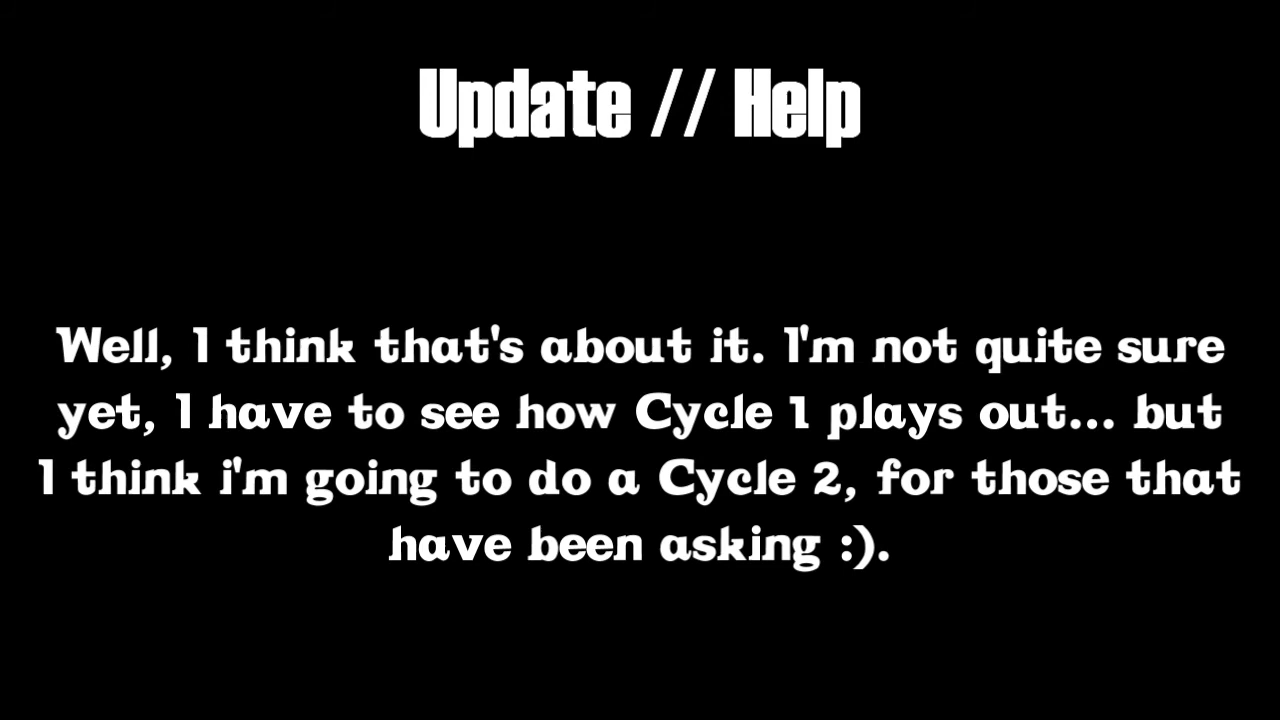 Update // Help
Well, I think that's about it. I'm not quite sure
yet, I have to see how Cycle 1 plays out... but
I think i'm going to do a Cycle 2, for those that
have been asking :).